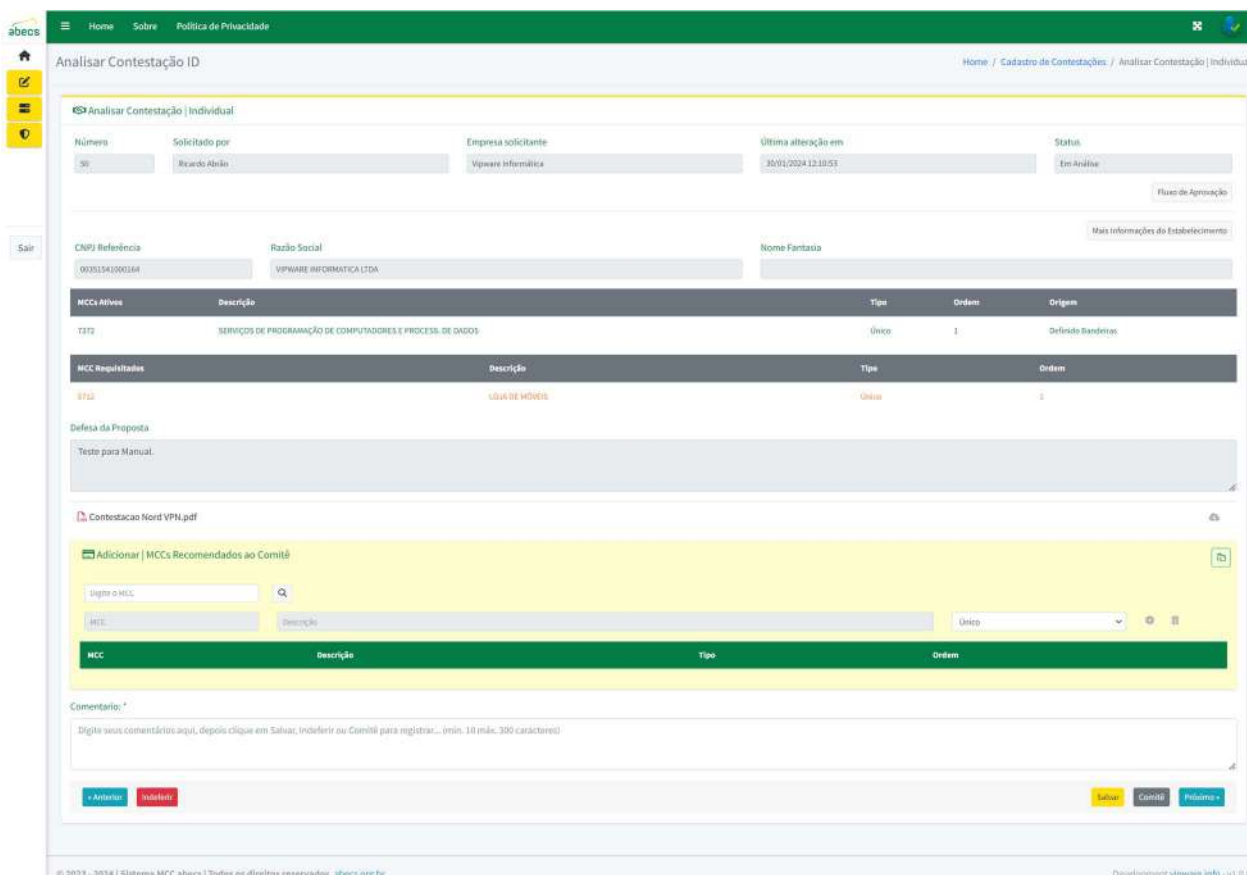 abecs
Home Sobre Política de Privacidade
Analisar Contestação ID
Home / Cadastro de Contestações / Analisar Contestação | Individu
Analisar Contestação | Individual
Número Solicitado por Empresa solicitante Última alteração em Status
50 Ricardo Abrão Vipware Informática 30/01/2024 12:10:53 Em Análise
Fluxo de Aprovação
Mais Informações do Estabelecimento
Sair
CNPJ Referência Razão Social Nome Fantasia
00351541000164 VIPWARE INFORMATICA LTDA
MCCs Ativos Descrição Tipo Ordem Origem
7372 SERVIÇOS DE PROGRAMAÇÃO DE COMPUTADORES E PROCESS. DE DADOS Único 1 Definido Bandeiras
MCC Requisitados Descrição Tipo Ordem
5712 LOJA DE MÓVEIS Único 1
Defesa da Proposta
Teste para Manual.
Contestacao Nord VPN.pdf
Adicionar | MCCs Recomendados ao Comitê
Digite o MCC
MCC Descrição Único
MCC Descrição Tipo Ordem
Comentario: *
Digite seus comentários aqui, depois clique em Salvar, Indeferir ou Comitê para registrar... (min. 10 máx. 300 caracteres)
« Anterior Indeferir Salvar Comitê Próximo »
© 2023 - 2024 | Sistema MCC abecs | Todos os direitos reservados. abecs.org.br
Development vipware.info - v1.0